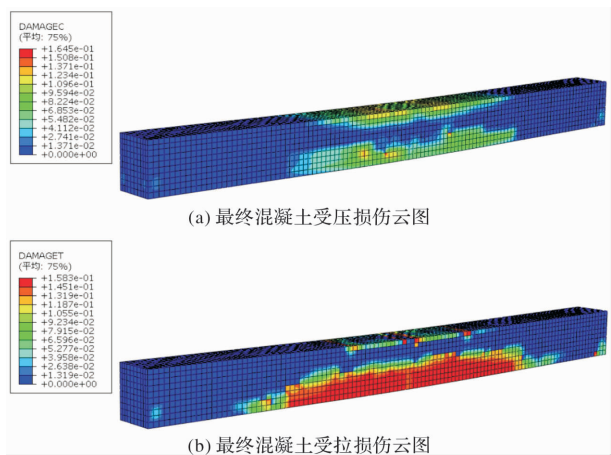 DAMAGEC
(平均: 75%)
+1.645e-01
+1.508e-01
+1.371e-01
+1.234e-01
+1.096e-01
+9.594e-02
+8.224e-02
+6.853e-02
+5.482e-02
+4.112e-02
+2.741e-02
+1.371e-02
+0.000e+00
(a) 最终混凝土受压损伤云图
DAMAGET
(平均: 75%)
+1.583e-01
+1.451e-01
+1.319e-01
+1.187e-01
+1.055e-01
+9.234e-02
+7.915e-02
+6.596e-02
+5.277e-02
+3.958e-02
+2.638e-02
+1.319e-02
+0.000e+00
(b) 最终混凝土受拉损伤云图